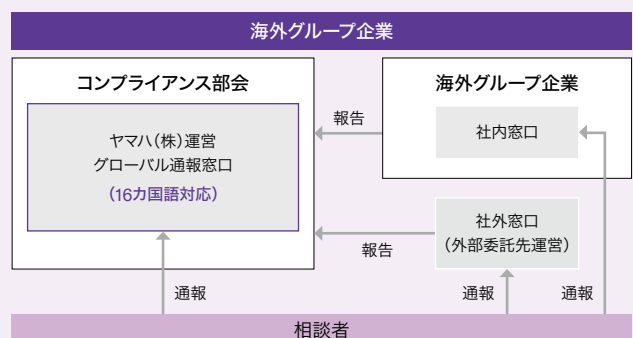 海外グループ企業
コンプライアンス部会
ヤマハ（株）運営
グローバル通報窓口
（16カ国語対応）
海外グループ企業
社内窓口
報告
社外窓口
（外部委託先運営）
報告
通報
通報
通報
相談者